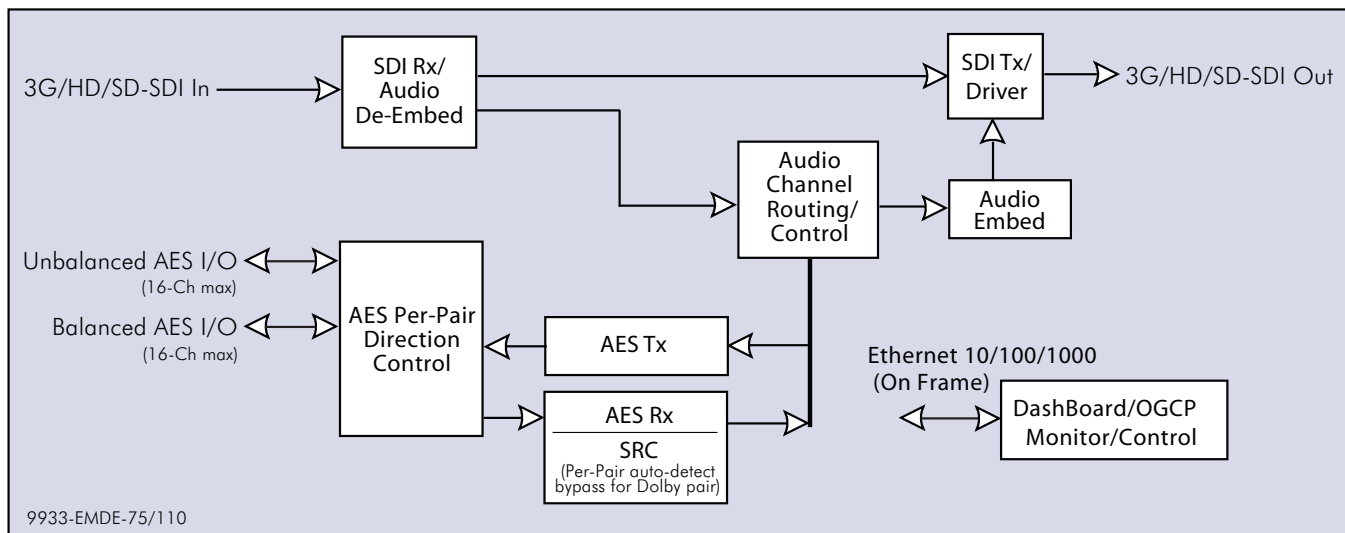 3G/HD/SD-SDI In
SDI Rx/
Audio
De-Embed
SDI Tx/
Driver
3G/HD/SD-SDI Out
Audio
Channel
Routing/
Control
Audio
Embed
Unbalanced AES I/O
(16-Ch max)
Balanced AES I/O
(16-Ch max)
AES Per-Pair
Direction
Control
AES Tx
AES Rx
SRC
(Per-Pair auto-detect
bypass for Dolby pair)
Ethernet 10/100/1000
(On Frame)
DashBoard/OGCP
Monitor/Control
9933-EMDE-75/110